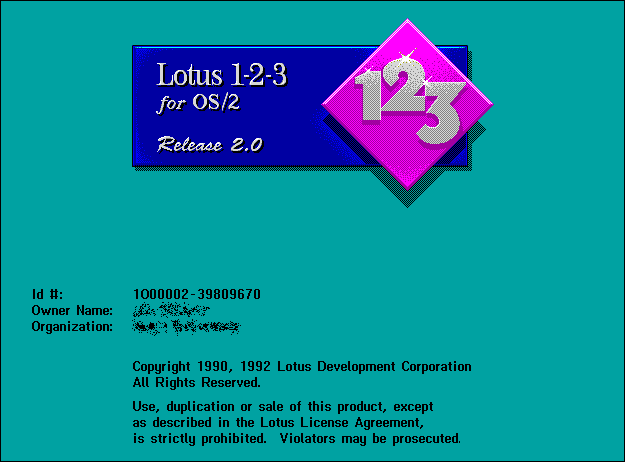 Lotus 1-2-3
for OS/2
Release 2.0
123
Id #: 1000002-39809670
Owner Name:
Organization:
Copyright 1990, 1992 Lotus Development Corporation
All Rights Reserved.
Use, duplication or sale of this product, except
as described in the Lotus License Agreement,
is strictly prohibited. Violators may be prosecuted.